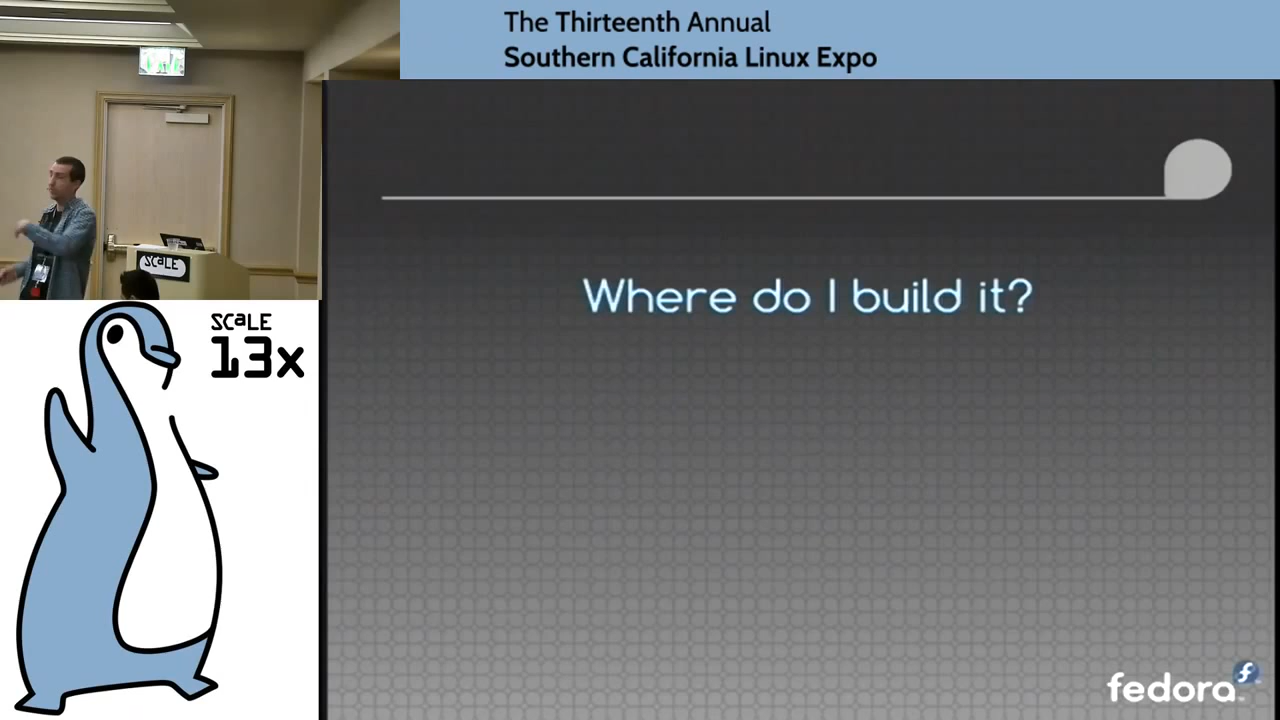 The Thirteenth Annual
Southern California Linux Expo
SCaLE
SCaLE
13x
Where do I build it?
fedora